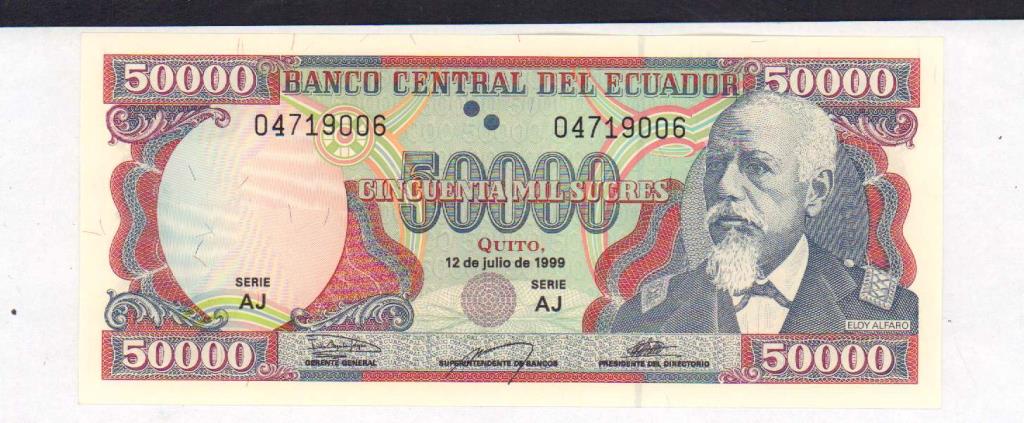 50000 BANCO CENTRAL DEL ECUADOR 50000
04719006 04719006
50000
CINCUENTA MIL SUCRES
QUITO,
12 de julio de 1999
SERIE SERIE
AJ AJ
ELOY ALFARO
50000 50000
GERENTE GENERAL SUPERINTENDENTE DE BANCOS PRESIDENTE DEL DIRECTORIO